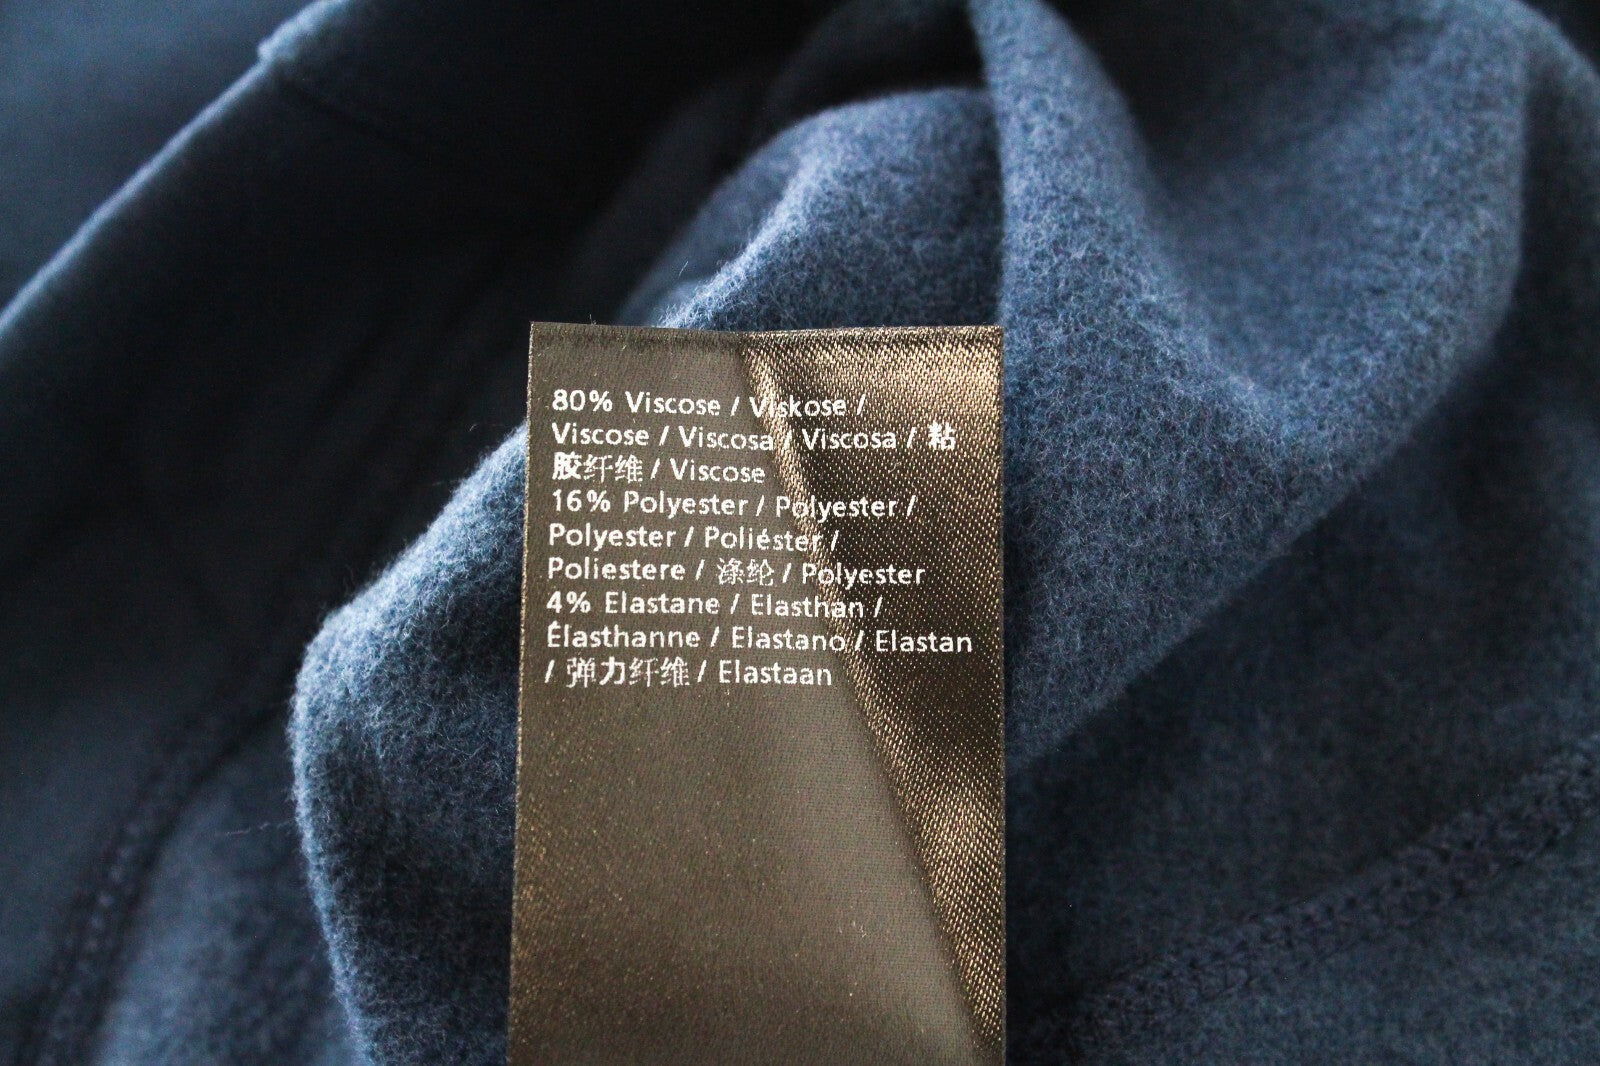 80% Viscose / Viskose /
Viscose / Viscosa / Viscosa / 粘
胶纤维 / Viscose
16% Polyester / Polyester /
Polyester / Poliéster /
Poliestere / 涤纶 / Polyester
4% Elastane / Elasthan /
Élasthanne / Elastano / Elastan
/ 弹力纤维 / Elastaan